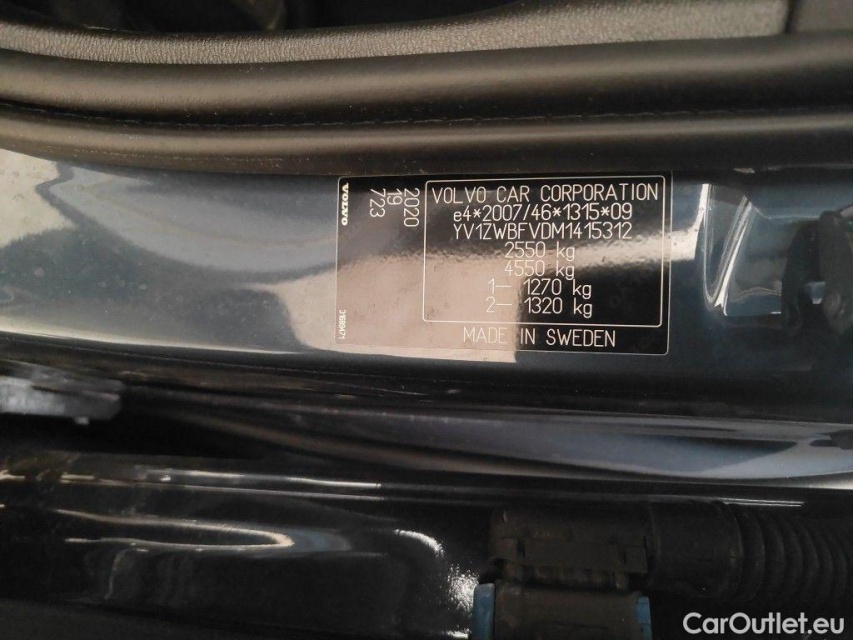 VOLVO
2020
19
723
VOLVO CAR CORPORATION
e4*2007/46*1315*09
YV1ZWBFVDM1415312
2550 kg
4550 kg
1- 1270 kg
2- 1320 kg
MADE IN SWEDEN
CarOutlet.eu